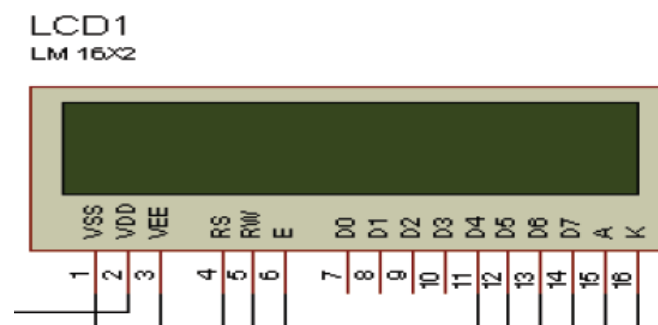 LCD1
LM 16X2
VSS VDD VEE RS RW E D0 D1 D2 D3 D4 D5 D6 D7 A K
1 2 3 4 5 6 7 8 9 10 11 12 13 14 15 16